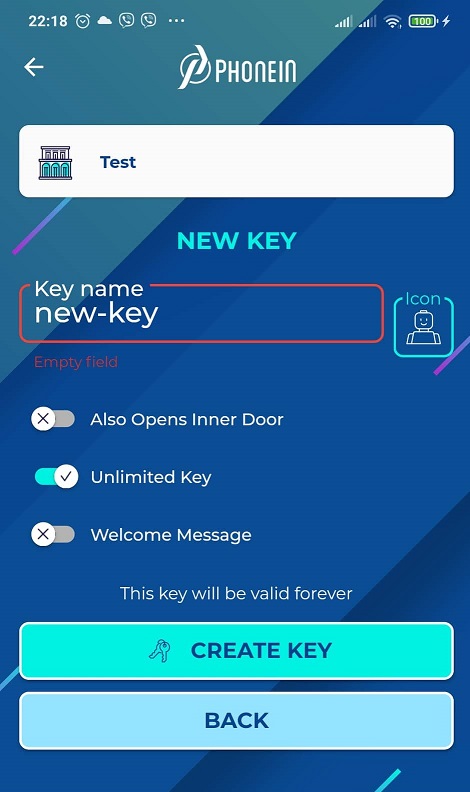 22:18
100
PHONEIN
Test
NEW KEY
Key name
Icon
new-key
Empty field
Also Opens Inner Door
Unlimited Key
Welcome Message
This key will be valid forever
CREATE KEY
BACK